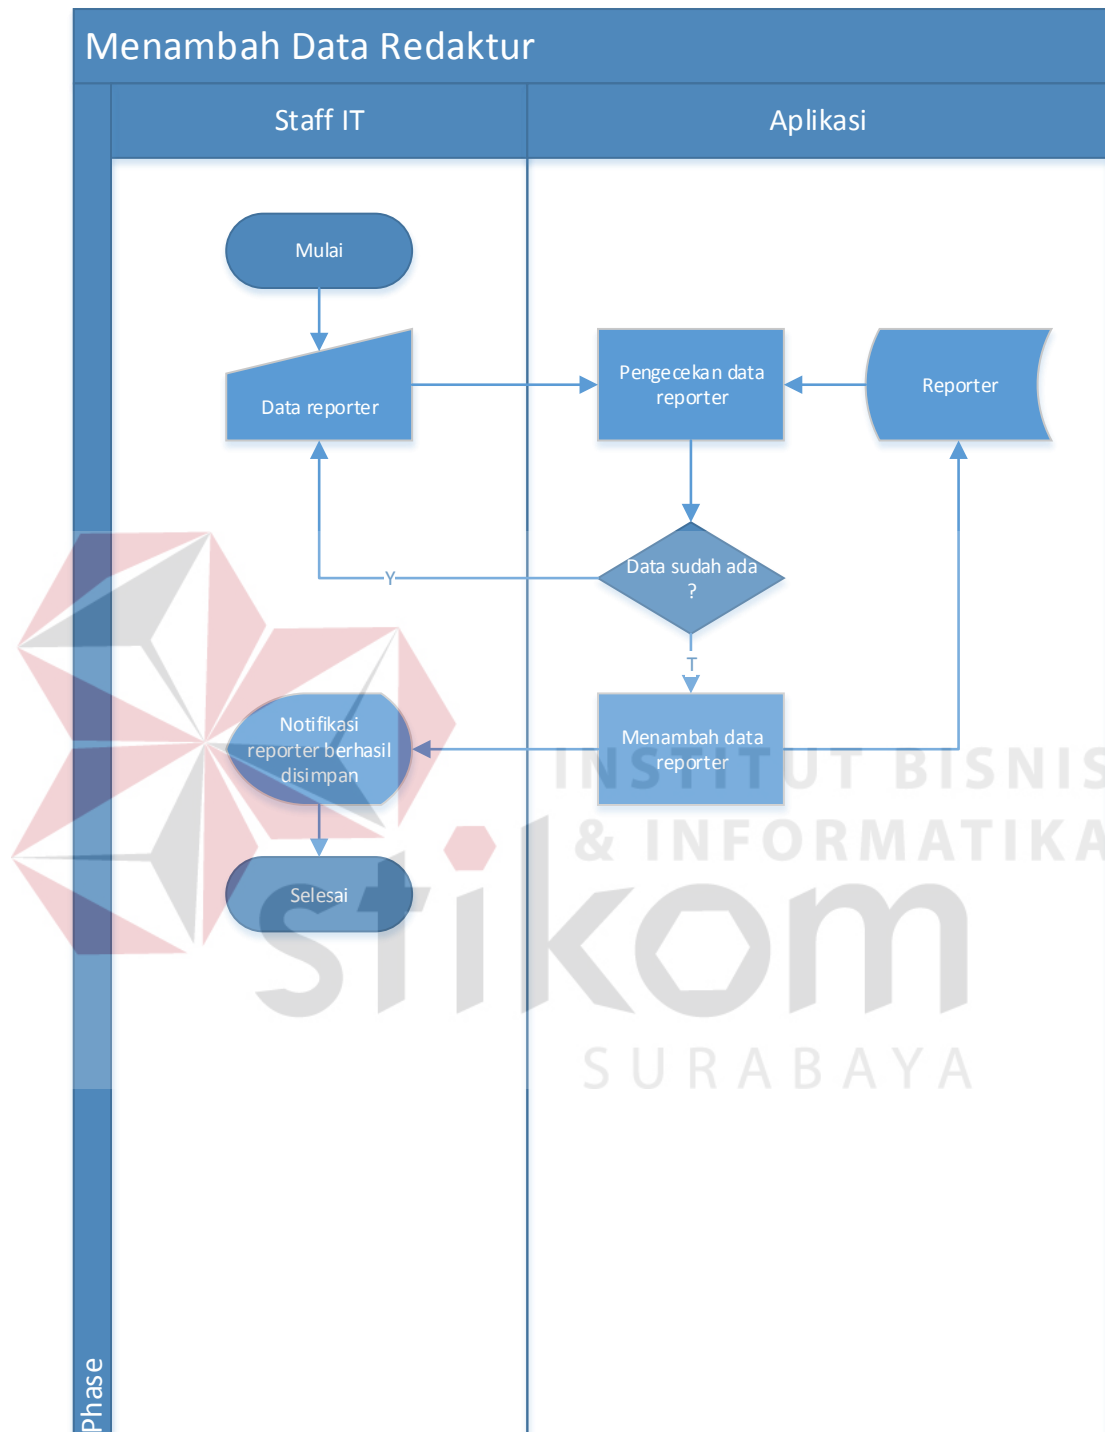 Menambah Data Redaktur
Staff IT
Aplikasi
Mulai
Data reporter
Pengecekan data
reporter
Reporter
Data sudah ada
?
Y
T
Notifikasi
reporter berhasil
disimpan
Menambah data
reporter
Selesai
INSTITUT BISNIS
& INFORMATIKA
stikom
SURABAYA
Phase